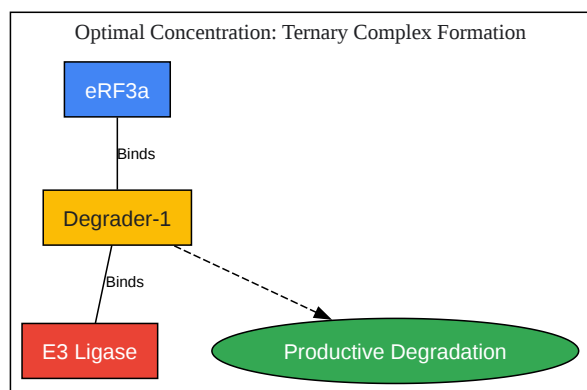 Optimal Concentration: Ternary Complex Formation
eRF3a
Binds
Degrader-1
Binds
E3 Ligase
Productive Degradation